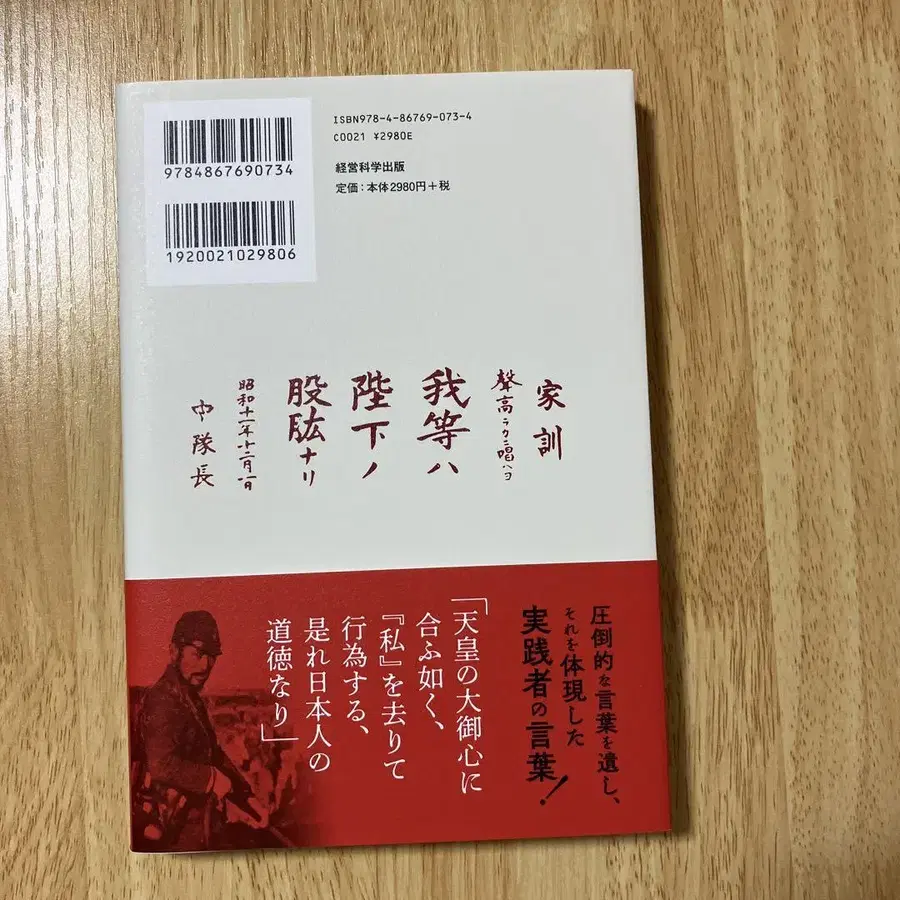 ISBN978-4-86769-073-4
C0021 ¥2980E
経営科学出版
定価:本体2980円+税
9784867690734
1920021029806
家訓
聲高ラカニ唱ハヨ
我等ハ
陛下ノ
股肱ナリ
昭和十一年十二月一日
中隊長
圧倒的な言葉を遺し、
それを体現した
実践者の言葉!
「天皇の大御心に
合ふ如く、
『私』を去りて
行為する、
是れ日本人の
道徳なり」